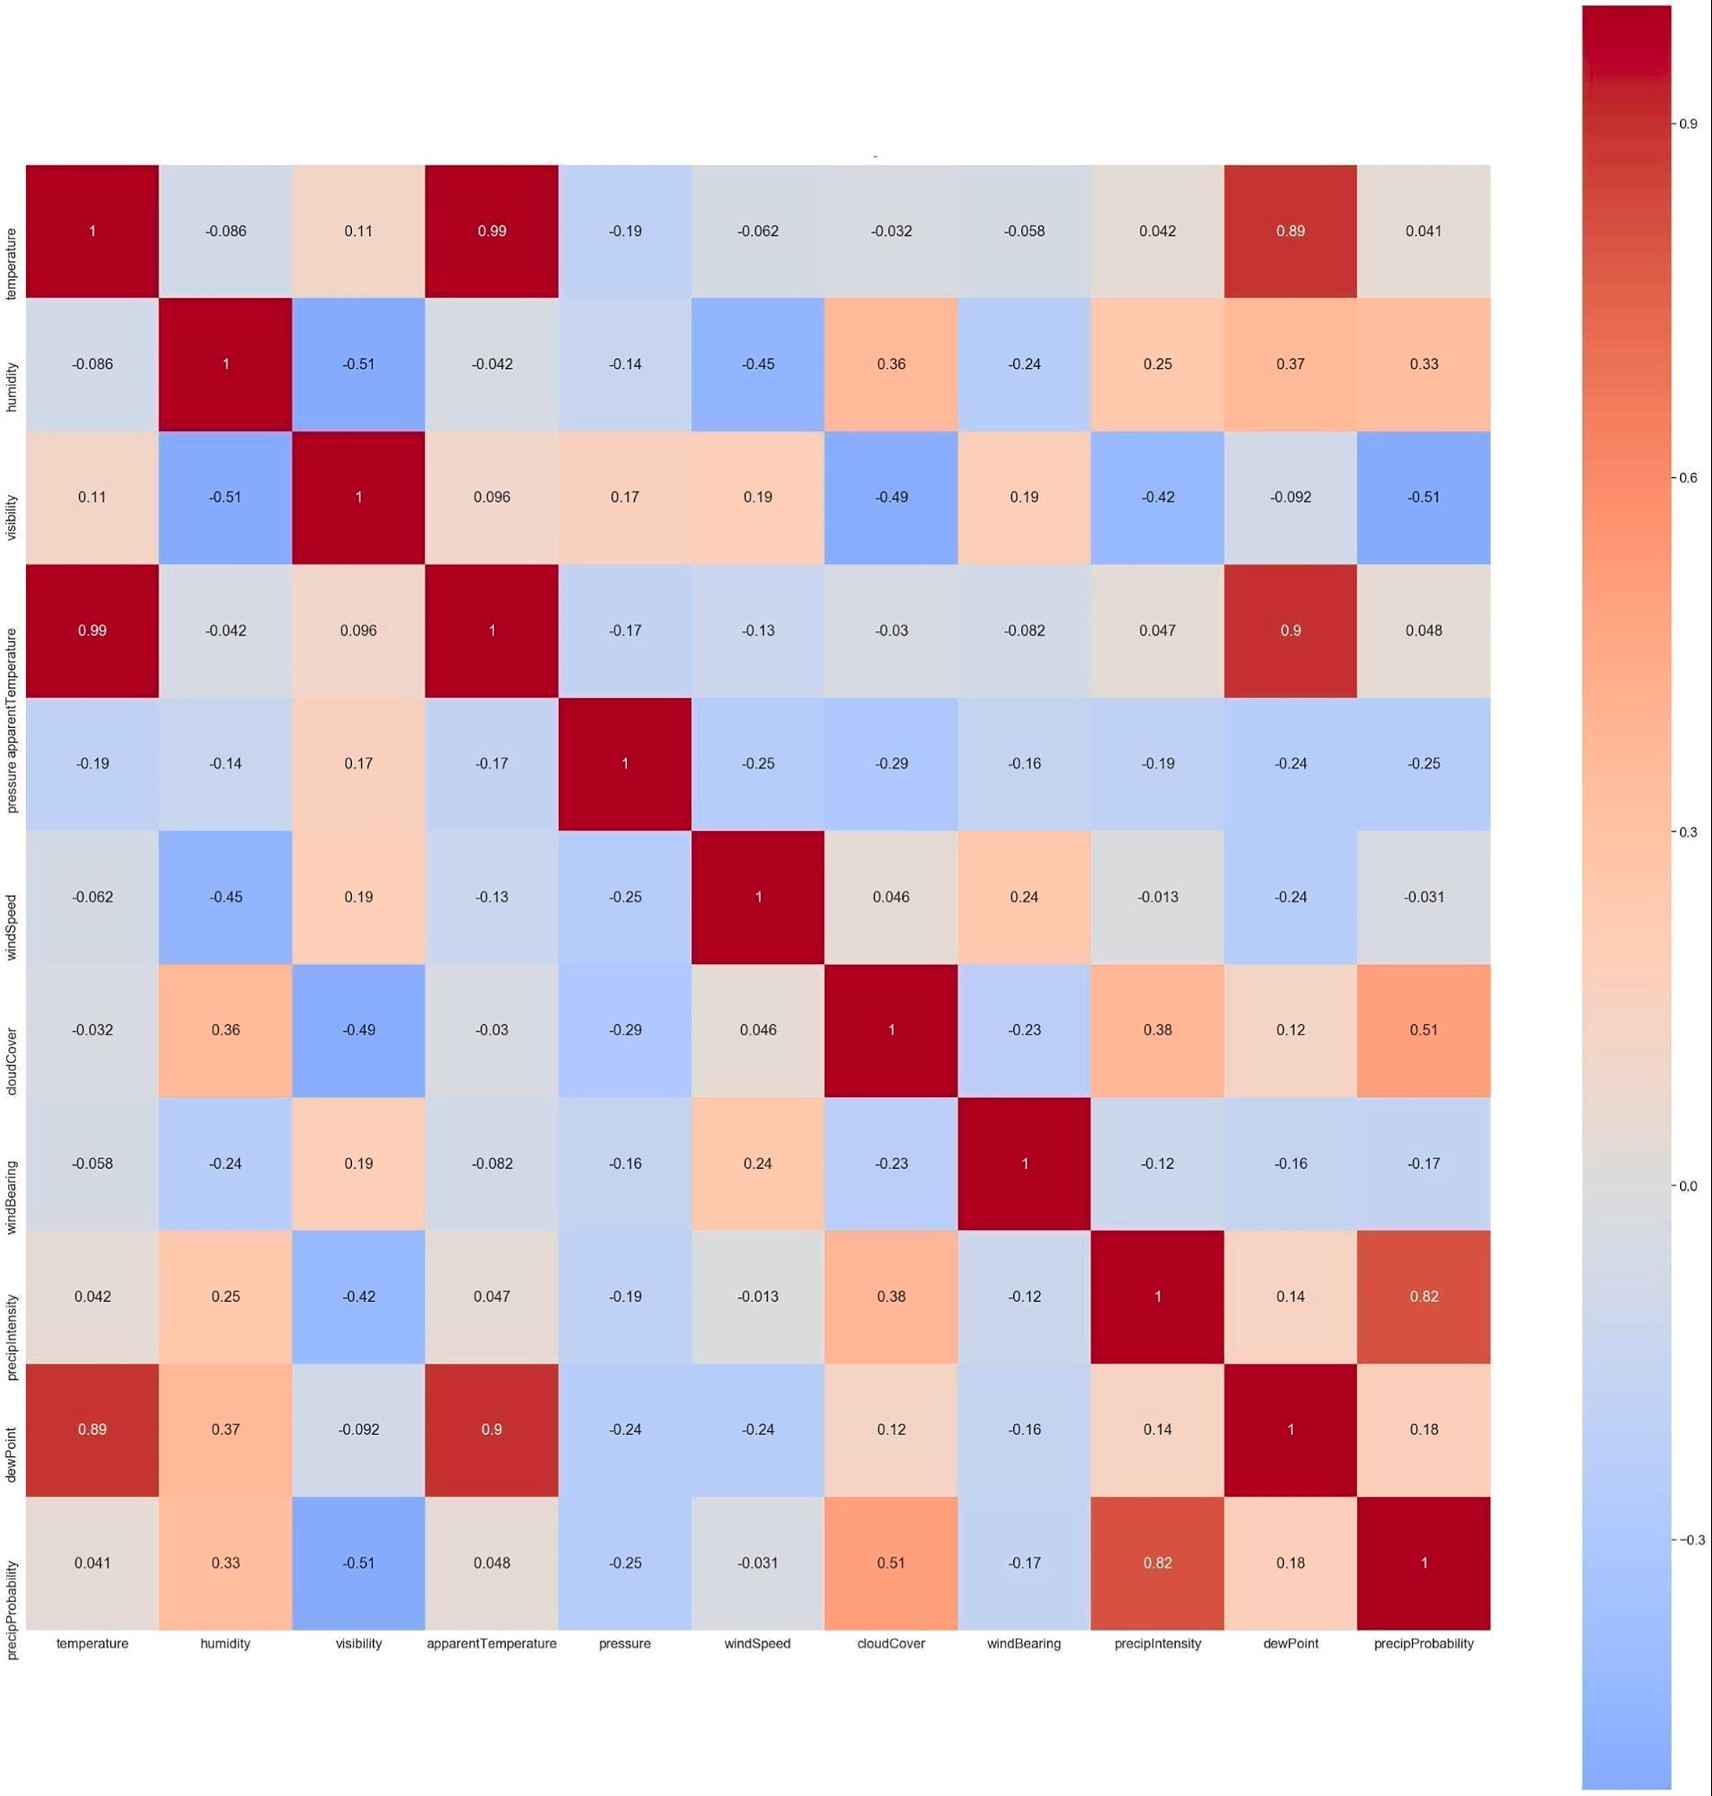 -
temperature 1 -0.086 0.11 0.99 -0.19 -0.062 -0.032 -0.058 0.042 0.89 0.041
humidity -0.086 1 -0.51 -0.042 -0.14 -0.45 0.36 -0.24 0.25 0.37 0.33
visibility 0.11 -0.51 1 0.096 0.17 0.19 -0.49 0.19 -0.42 -0.092 -0.51
apparentTemperature 0.99 -0.042 0.096 1 -0.17 -0.13 -0.03 -0.082 0.047 0.9 0.048
pressure -0.19 -0.14 0.17 -0.17 1 -0.25 -0.29 -0.16 -0.19 -0.24 -0.25
windSpeed -0.062 -0.45 0.19 -0.13 -0.25 1 0.046 0.24 -0.013 -0.24 -0.031
cloudCover -0.032 0.36 -0.49 -0.03 -0.29 0.046 1 -0.23 0.38 0.12 0.51
windBearing -0.058 -0.24 0.19 -0.082 -0.16 0.24 -0.23 1 -0.12 -0.16 -0.17
precipIntensity 0.042 0.25 -0.42 0.047 -0.19 -0.013 0.38 -0.12 1 0.14 0.82
dewPoint 0.89 0.37 -0.092 0.9 -0.24 -0.24 0.12 -0.16 0.14 1 0.18
precipProbability 0.041 0.33 -0.51 0.048 -0.25 -0.031 0.51 -0.17 0.82 0.18 1
temperature humidity visibility apparentTemperature pressure windSpeed cloudCover windBearing precipIntensity dewPoint precipProbability
0.9
0.6
0.3
0.0
−0.3